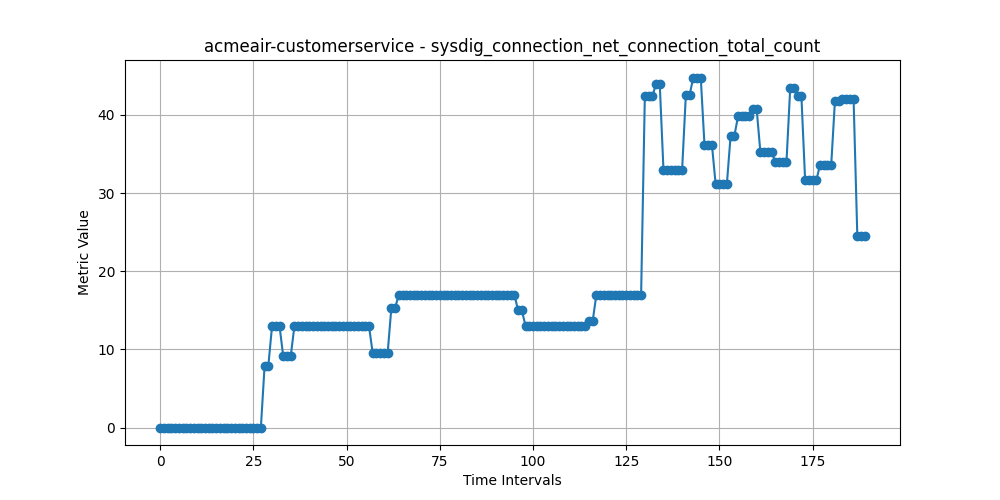 acmeair-customerservice - sysdig_connection_net_connection_total_count
40
30
20
10
0
Metric Value
0 25 50 75 100 125 150 175
Time Intervals